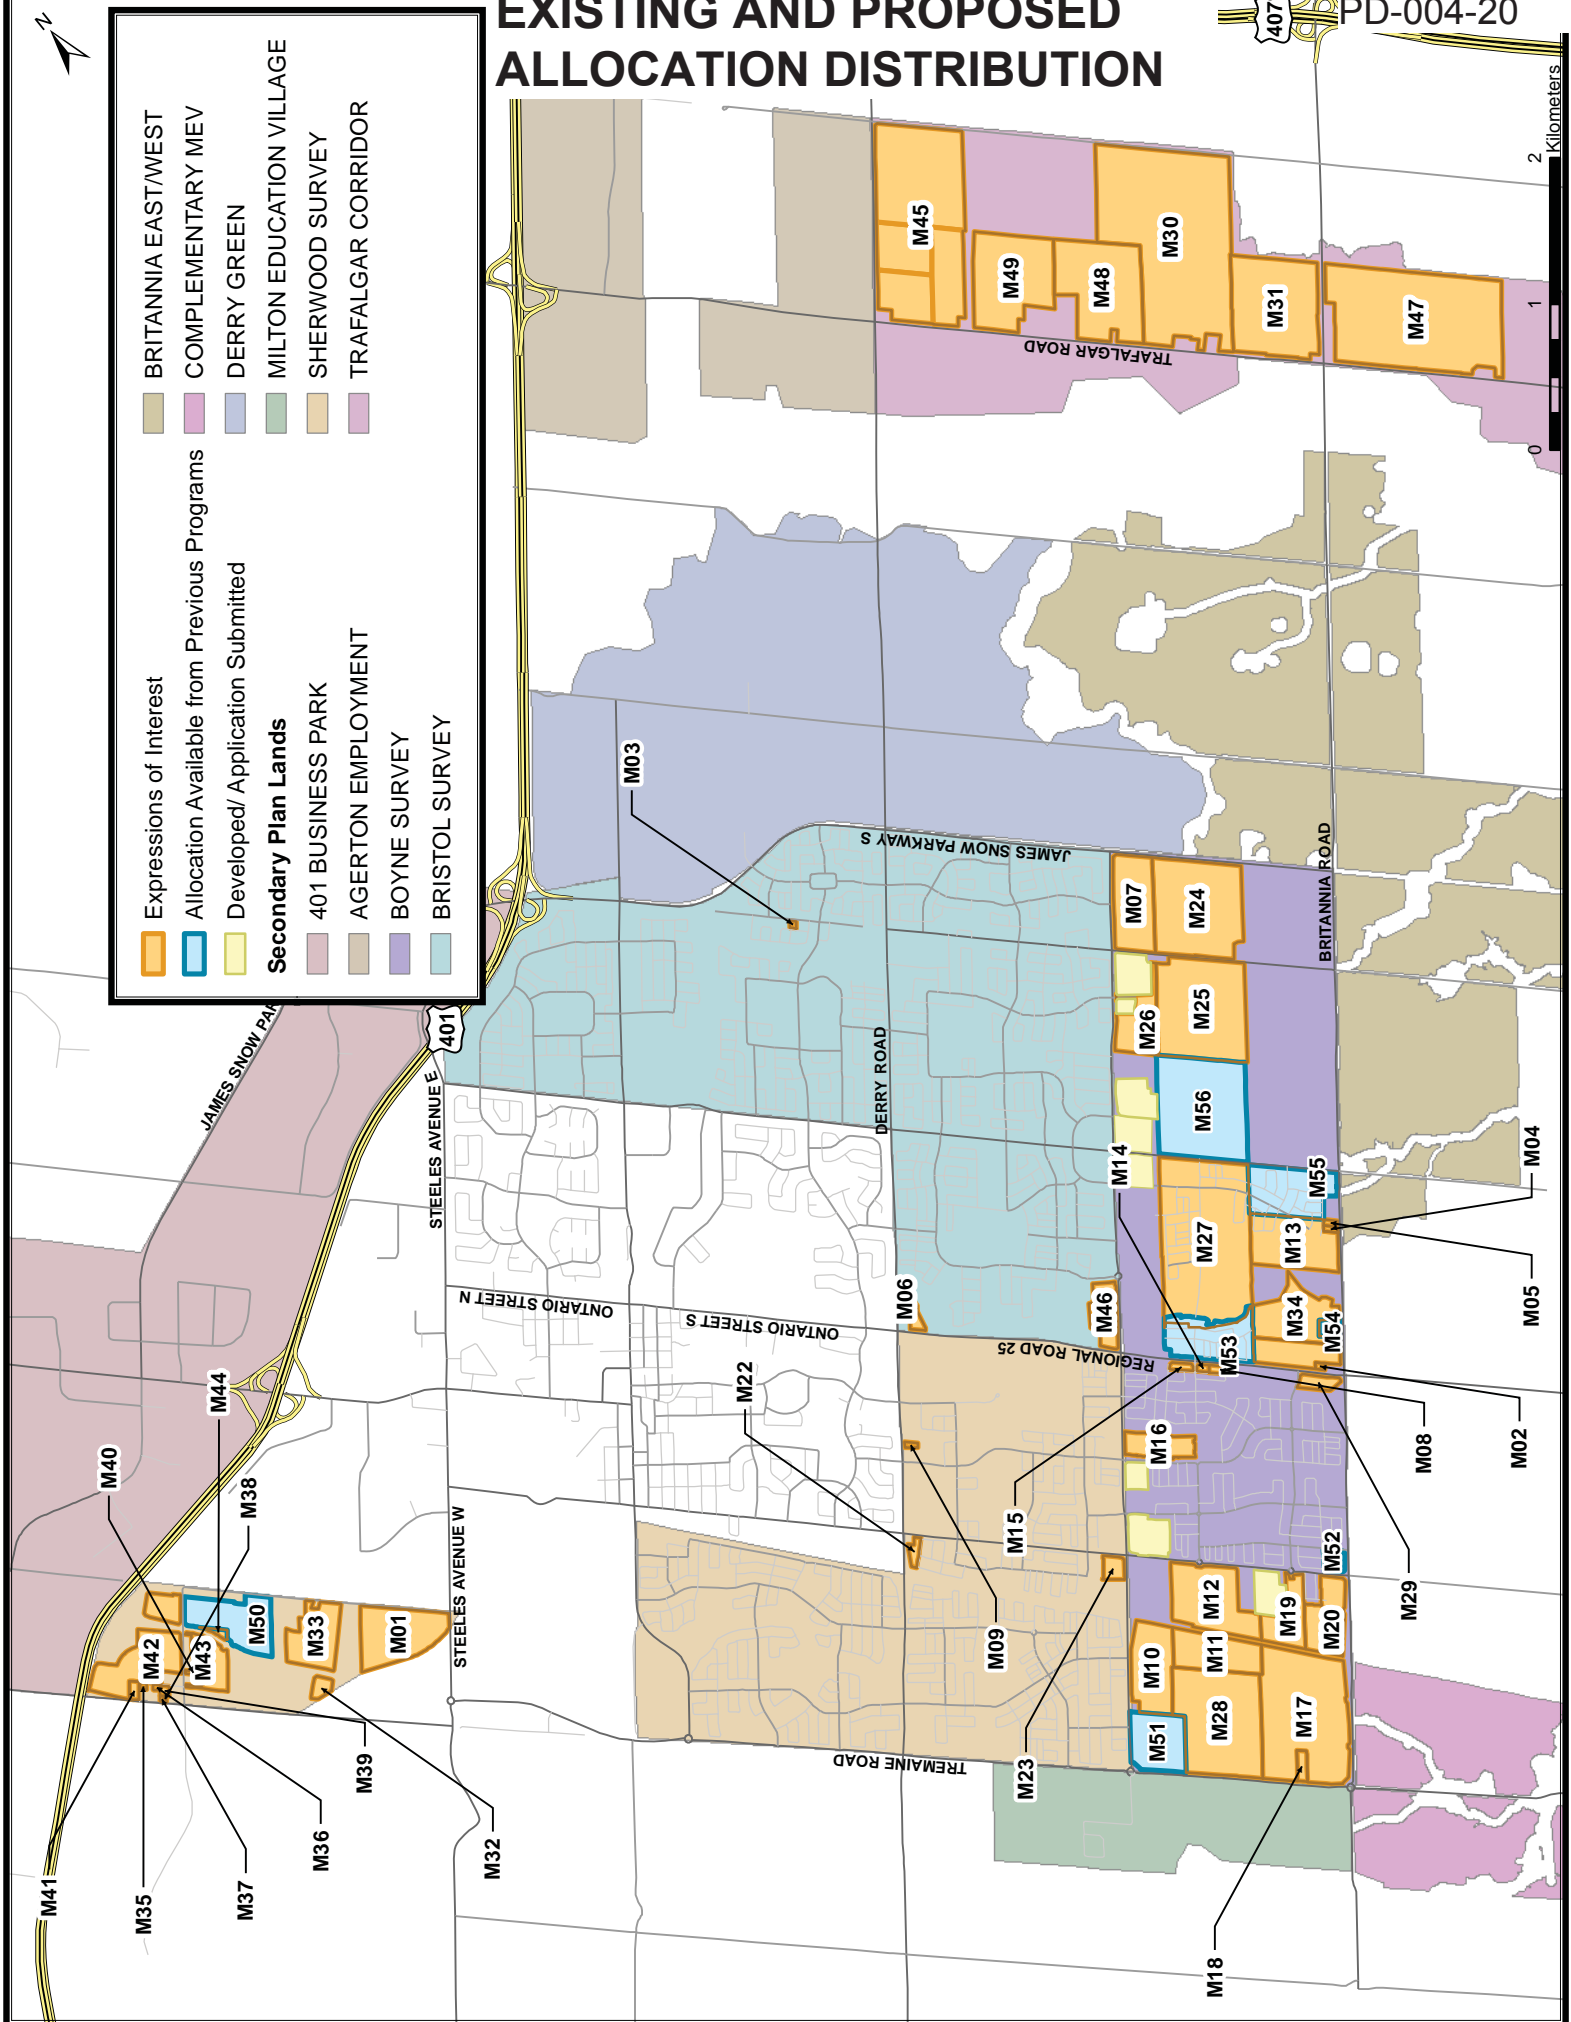 EXISTING AND PROPOSED
ALLOCATION DISTRIBUTION
PD-004-20
407
N
Expressions of Interest
Allocation Available from Previous Programs
Developed/ Application Submitted
Secondary Plan Lands
401 BUSINESS PARK
AGERTON EMPLOYMENT
BOYNE SURVEY
BRISTOL SURVEY
BRITANNIA EAST/WEST
COMPLEMENTARY MEV
DERRY GREEN
MILTON EDUCATION VILLAGE
SHERWOOD SURVEY
TRAFALGAR CORRIDOR
0
1
2
Kilometers
401
JAMES SNOW PAR
STEELES AVENUE E
STEELES AVENUE W
ONTARIO STREET N
ONTARIO STREET S
REGIONAL ROAD 25
DERRY ROAD
JAMES SNOW PARKWAY S
BRITANNIA ROAD
TRAFALGAR ROAD
TREMAINE ROAD
M45
M49
M48
M30
M31
M47
M03
M07
M24
M25
M26
M56
M14
M55
M04
M27
M13
M05
M06
M46
M34
M54
M53
M44
M22
M16
M08
M02
M40
M38
M15
M52
M29
M50
M33
M01
M42
M43
M09
M12
M19
M20
M11
M10
M28
M17
M51
M23
M39
M36
M32
M41
M35
M37
M18